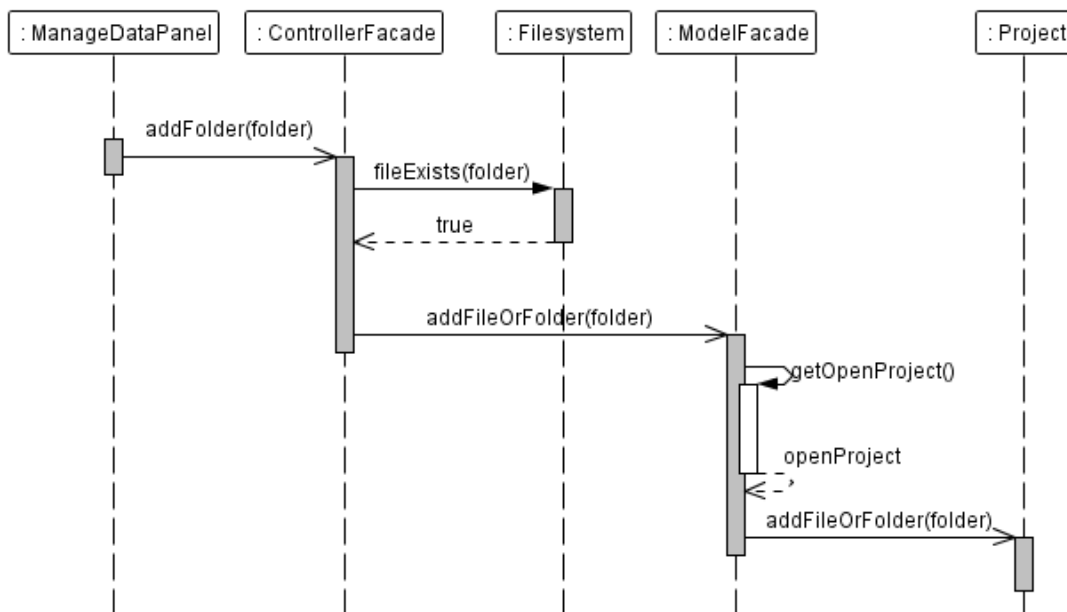 : ManageDataPanel
: ControllerFacade
: Filesystem
: ModelFacade
: Project
addFolder(folder)
fileExists(folder)
true
addFileOrFolder(folder)
getOpenProject()
openProject
addFileOrFolder(folder)